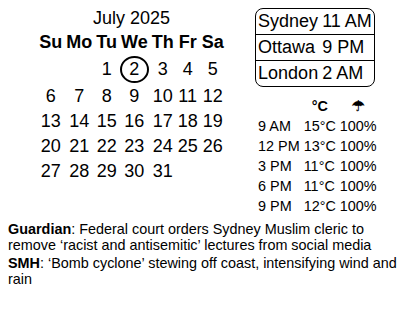 July 2025
Su Mo Tu We Th Fr Sa
1 2 3 4 5
6 7 8 9 10 11 12
13 14 15 16 17 18 19
20 21 22 23 24 25 26
27 28 29 30 31
Sydney 11 AM
Ottawa 9 PM
London 2 AM
°C ☂
9 AM 15°C 100%
12 PM 13°C 100%
3 PM 11°C 100%
6 PM 11°C 100%
9 PM 12°C 100%
Guardian: Federal court orders Sydney Muslim cleric to
remove ‘racist and antisemitic’ lectures from social media
SMH: ‘Bomb cyclone’ stewing off coast, intensifying wind and
rain